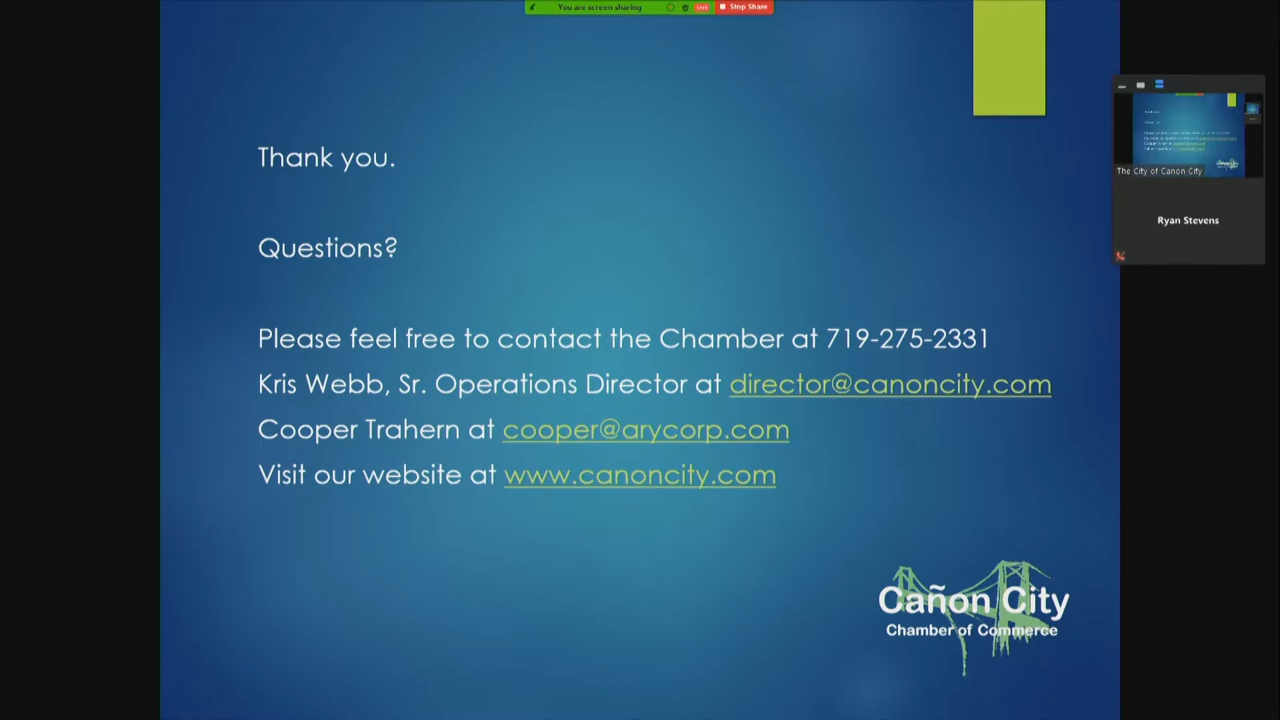 You are screen sharing
LIVE
Stop Share
Thank you.
Questions?
Please feel free to contact the Chamber at 719-275-2331
Kris Webb, Sr. Operations Director at director@canoncity.com
Cooper Trahern at cooper@arycorp.com
Visit our website at www.canoncity.com
Cañon City
Chamber of Commerce
The City of Canon City
Ryan Stevens